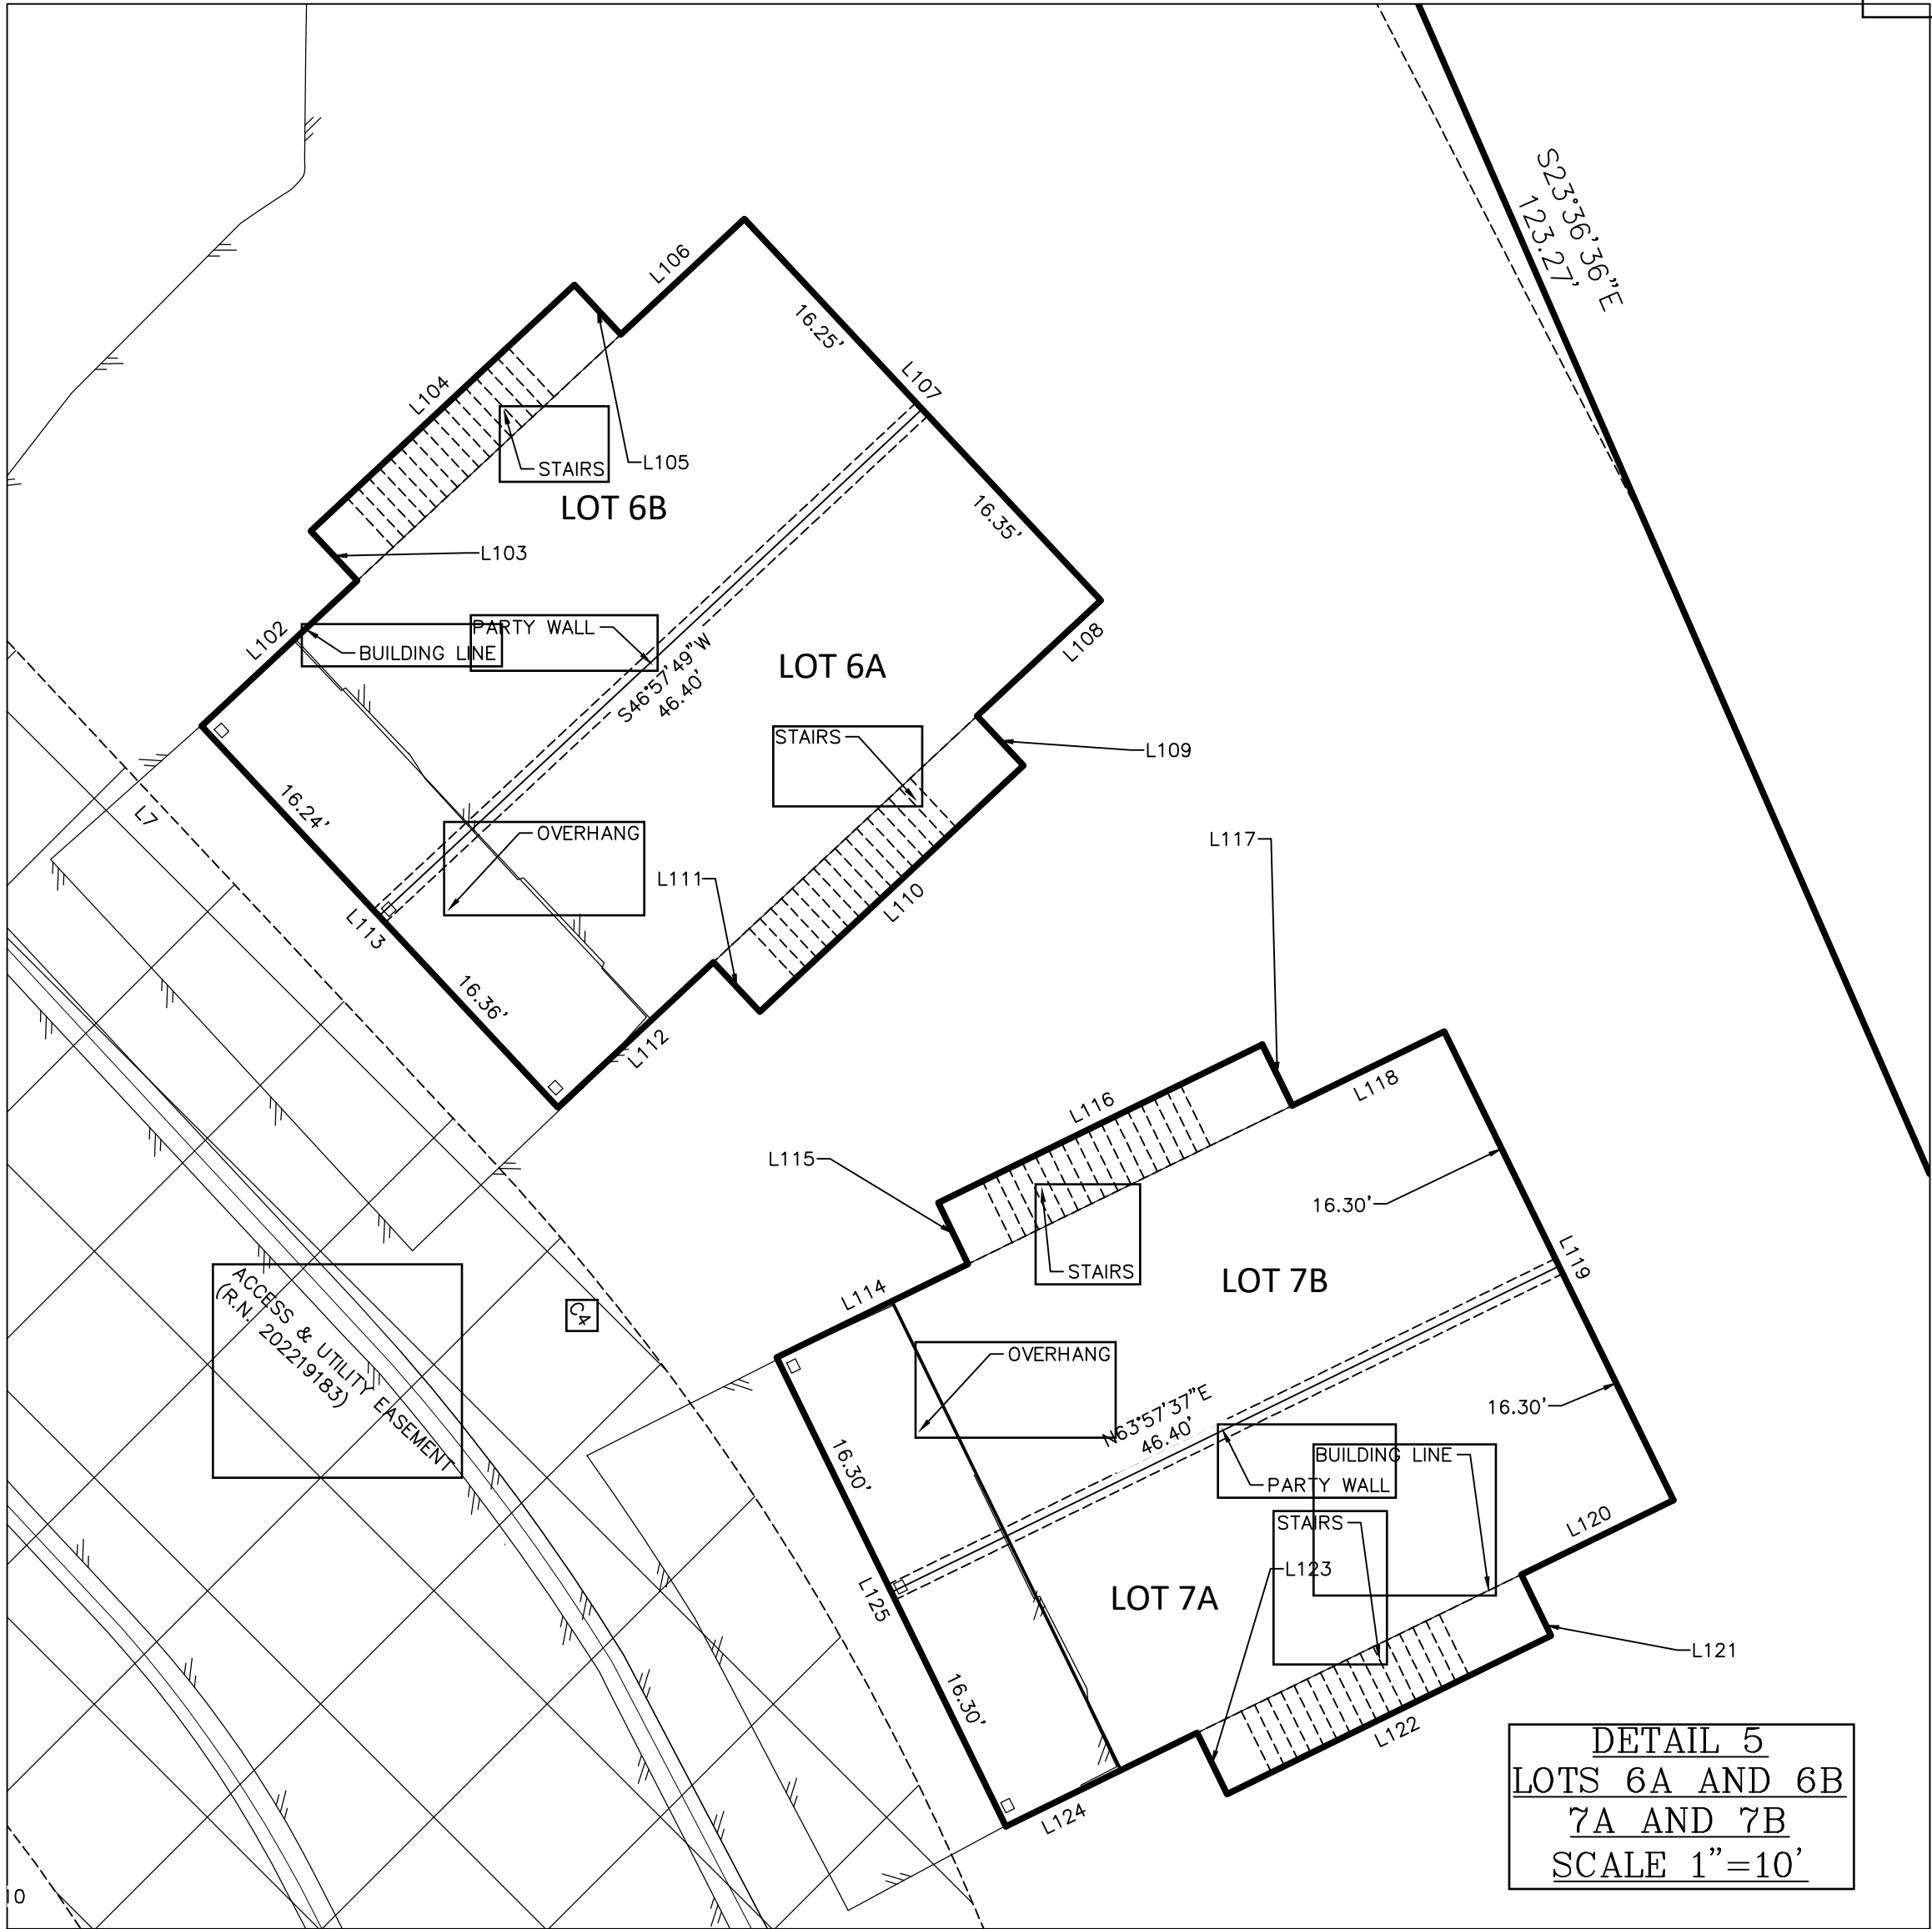 S23°36'36"E
123.27'
L106
16.25'
L107
L104
STAIRS
L105
LOT 6B
16.35'
L103
L102
BUILDING LINE
PARTY WALL
S46°57'49"W
46.40'
LOT 6A
L108
STAIRS
L109
L7
16.24'
OVERHANG
L111
L110
L113
16.36'
L112
L117
L116
L118
L115
16.30'
STAIRS
LOT 7B
L119
L114
ACCESS & UTILITY EASEMENT
(R.N. 202219183)
C4
OVERHANG
N63°57'37"E
46.40'
16.30'
BUILDING LINE
PARTY WALL
16.30'
STAIRS
L120
L123
L125
LOT 7A
L121
16.30'
L122
L124
DETAIL 5
LOTS 6A AND 6B
7A AND 7B
SCALE 1"=10'
10